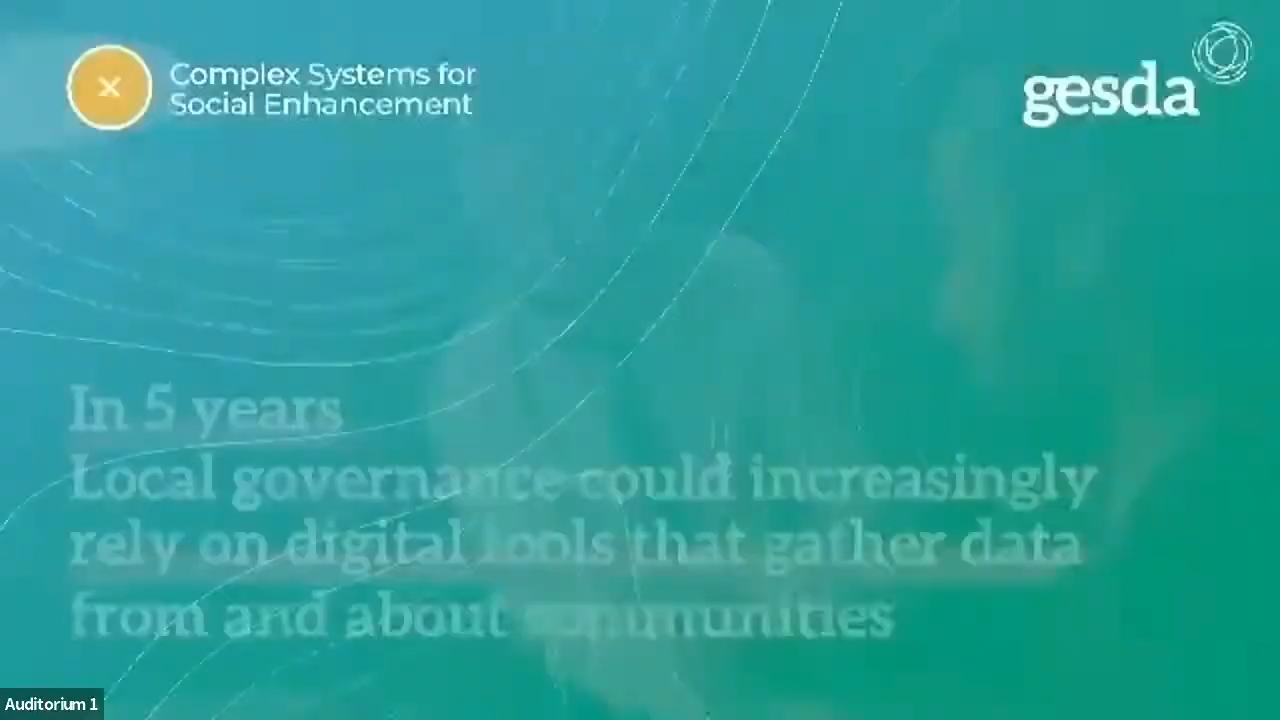 Complex Systems for
Social Enhancement
gesda
In 5 years
Local governance could increasingly
rely on digital tools that gather data
from and about communities
Auditorium 1